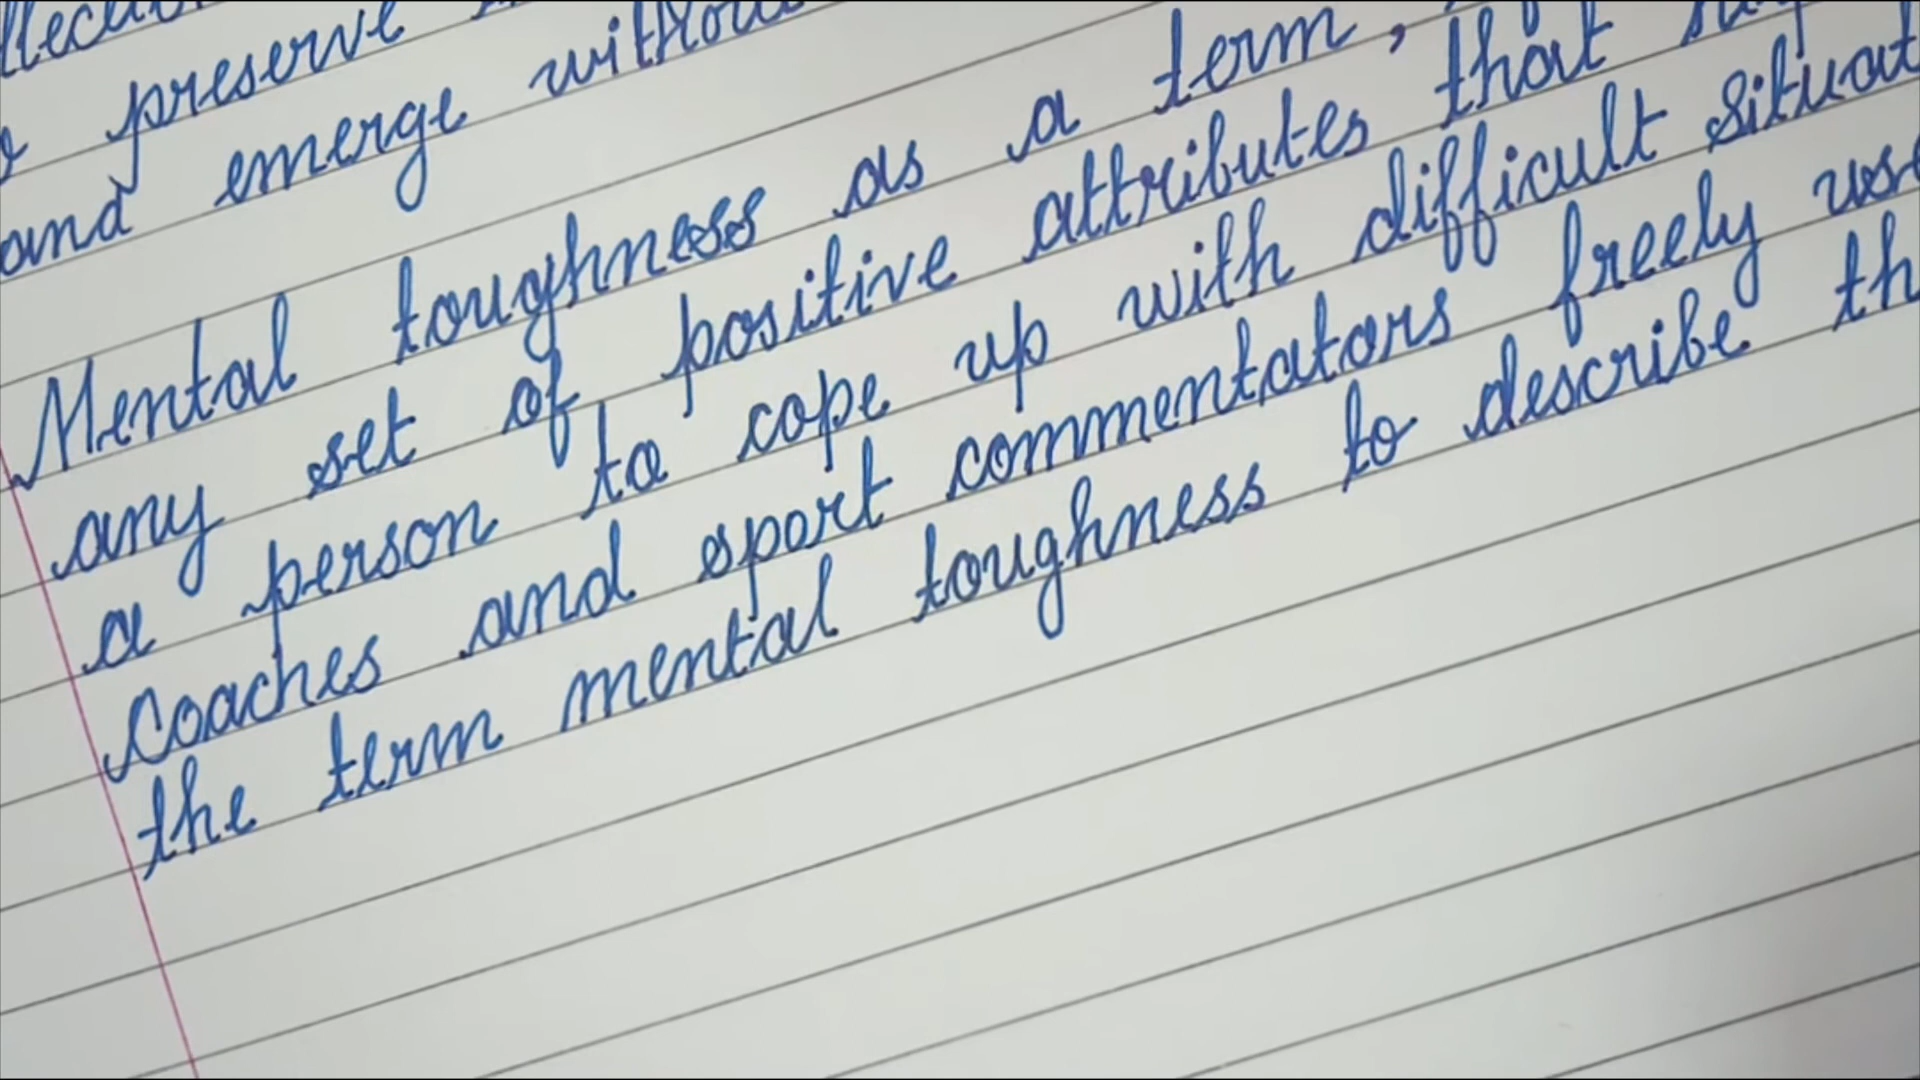 preserve
and emerge
Mental toughness as a term,
any set of positive attributes that
a person to cope up with difficult
Coaches and sport commentators freely
the term mental toughness to describe